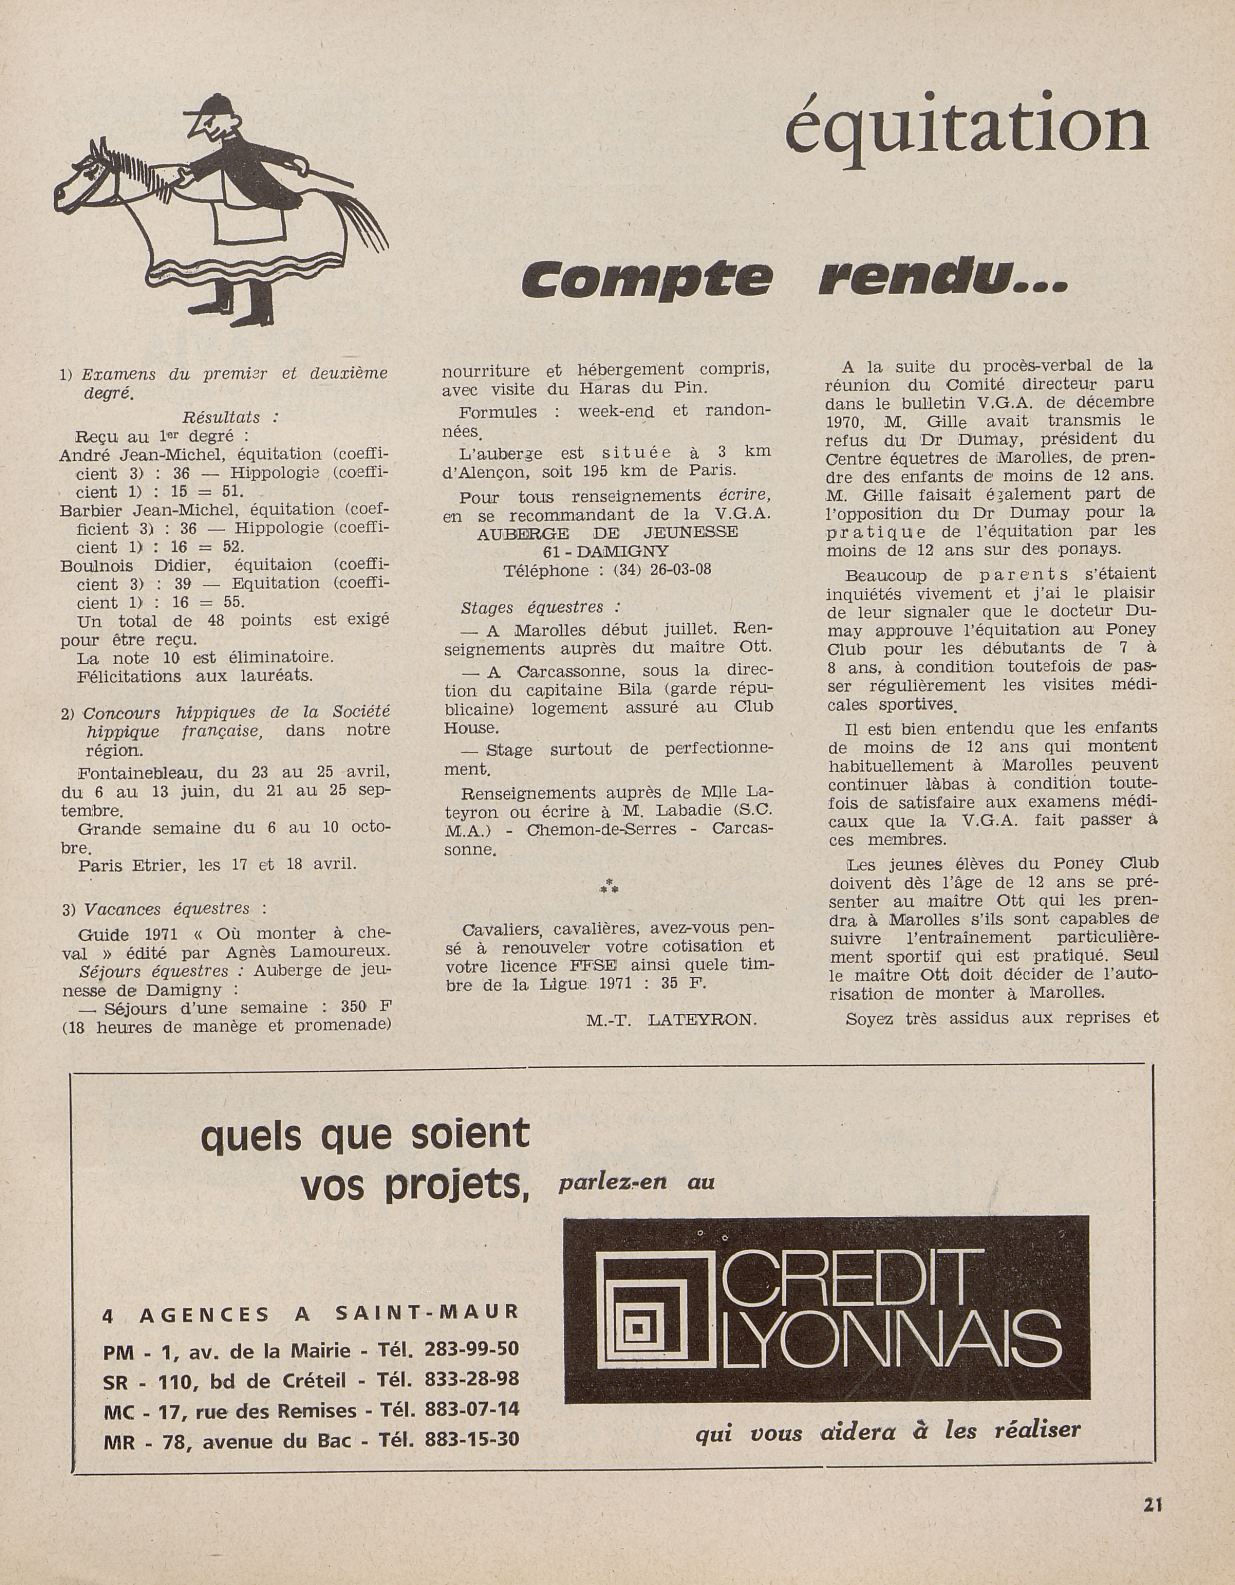 équitation
Compte rendu...
1) Examens du premier et deuxième
degré.
Résultats :
Reçu au 1er degré :
André Jean-Michel, équitation (coeffi-
cient 3) : 36 — Hippologie (coeffi-
cient 1) : 15 = 51.
Barbier Jean-Michel, équitation (coef-
ficient 3) : 36 — Hippologie (coeffi-
cient 1) : 16 = 52.
Boulnois Didier, équitaion (coeffi-
cient 3) : 39 — Equitation (coeffi-
cient 1) : 16 = 55.
Un total de 48 points est exigé
pour être reçu.
La note 10 est éliminatoire.
Félicitations aux lauréats.
2) Concours hippiques de la Société
hippique française, dans notre
région.
Fontainebleau, du 23 au 25 avril,
du 6 au 13 juin, du 21 au 25 sep-
tembre.
Grande semaine du 6 au 10 octo-
bre.
Paris Etrier, les 17 et 18 avril.
3) Vacances équestres :
Guide 1971 « Où monter à che-
val » édité par Agnès Lamoureux.
Séjours équestres : Auberge de jeu-
nesse de Damigny :
— Séjours d'une semaine : 350 F
(18 heures de manège et promenade)
nourriture et hébergement compris,
avec visite du Haras du Pin.
Formules : week-end et randon-
nées.
L'auberge est située à 3 km
d'Alençon, soit 195 km de Paris.
Pour tous renseignements écrire,
en se recommandant de la V.G.A.
AUBERGE DE JEUNESSE
61 - DAMIGNY
Téléphone : (34) 26-03-08
Stages équestres :
— A Marolles début juillet. Ren-
seignements auprès du maître Ott.
— A Carcassonne, sous la direc-
tion du capitaine Bila (garde répu-
blicaine) logement assuré au Club
House.
— Stage surtout de perfectionne-
ment.
Renseignements auprès de Mlle La-
teyron ou écrire à M. Labadie (S.C.
M.A.) - Chemon-de-Serres - Carcas-
sonne.
***
Cavaliers, cavalières, avez-vous pen-
sé à renouveler votre cotisation et
votre licence FFSE ainsi quele tim-
bre de la Ligue 1971 : 35 F.
M.-T. LATEYRON.
A la suite du procès-verbal de la
réunion du Comité directeur paru
dans le bulletin V.G.A. de décembre
1970, M. Gille avait transmis le
refus du Dr Dumay, président du
Centre équetres de Marolles, de pren-
dre des enfants de moins de 12 ans.
M. Gille faisait également part de
l'opposition du Dr Dumay pour la
pratique de l'équitation par les
moins de 12 ans sur des ponays.
Beaucoup de parents s'étaient
inquiétés vivement et j'ai le plaisir
de leur signaler que le docteur Du-
may approuve l'équitation au Poney
Club pour les débutants de 7 à
8 ans, à condition toutefois de pas-
ser régulièrement les visites médi-
cales sportives.
Il est bien entendu que les enfants
de moins de 12 ans qui montent
habituellement à Marolles peuvent
continuer làbas à condition toute-
fois de satisfaire aux examens médi-
caux que la V.G.A. fait passer à
ces membres.
Les jeunes élèves du Poney Club
doivent dès l'âge de 12 ans se pré-
senter au maître Ott qui les pren-
dra à Marolles s'ils sont capables de
suivre l'entraînement particulière-
ment sportif qui est pratiqué. Seul
le maître Ott doit décider de l'auto-
risation de monter à Marolles.
Soyez très assidus aux reprises et
quels que soient
vos projets, parlez-en au
CREDIT
LYONNAIS
4 AGENCES A SAINT-MAUR
PM - 1, av. de la Mairie - Tél. 283-99-50
SR - 110, bd de Créteil - Tél. 833-28-98
MC - 17, rue des Remises - Tél. 883-07-14
MR - 78, avenue du Bac - Tél. 883-15-30
qui vous aidera à les réaliser
21